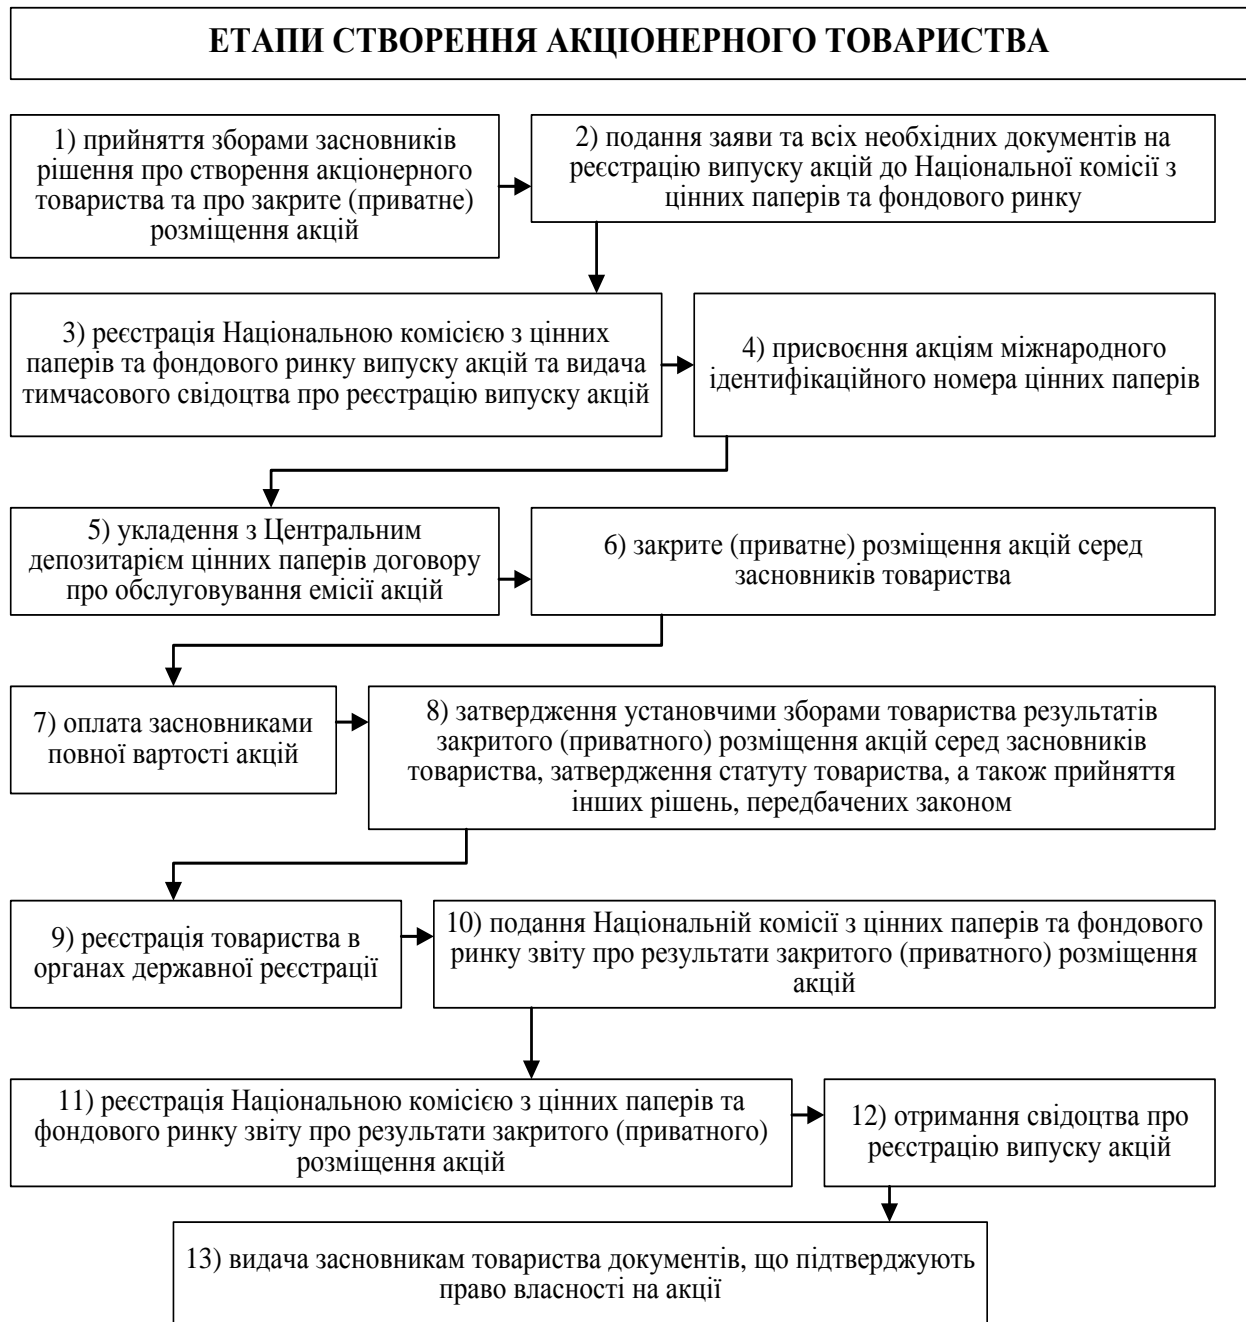 ЕТАПИ СТВОРЕННЯ АКЦІОНЕРНОГО ТОВАРИСТВА
1) прийняття зборами засновників
рішення про створення акціонерного
товариства та про закрите (приватне)
розміщення акцій
2) подання заяви та всіх необхідних документів на
реєстрацію випуску акцій до Національної комісії з
цінних паперів та фондового ринку
3) реєстрація Національною комісією з цінних
паперів та фондового ринку випуску акцій та видача
тимчасового свідоцтва про реєстрацію випуску акцій
4) присвоєння акціям міжнародного
ідентифікаційного номера цінних паперів
5) укладення з Центральним
депозитарієм цінних паперів договору
про обслуговування емісії акцій
6) закрите (приватне) розміщення акцій серед
засновників товариства
7) оплата засновниками
повної вартості акцій
8) затвердження установчими зборами товариства результатів
закритого (приватного) розміщення акцій серед засновників
товариства, затвердження статуту товариства, а також прийняття
інших рішень, передбачених законом
9) реєстрація товариства в
органах державної реєстрації
10) подання Національній комісії з цінних паперів та фондового
ринку звіту про результати закритого (приватного) розміщення
акцій
11) реєстрація Національною комісією з цінних паперів та
фондового ринку звіту про результати закритого (приватного)
розміщення акцій
12) отримання свідоцтва про
реєстрацію випуску акцій
13) видача засновникам товариства документів, що підтверджують
право власності на акції